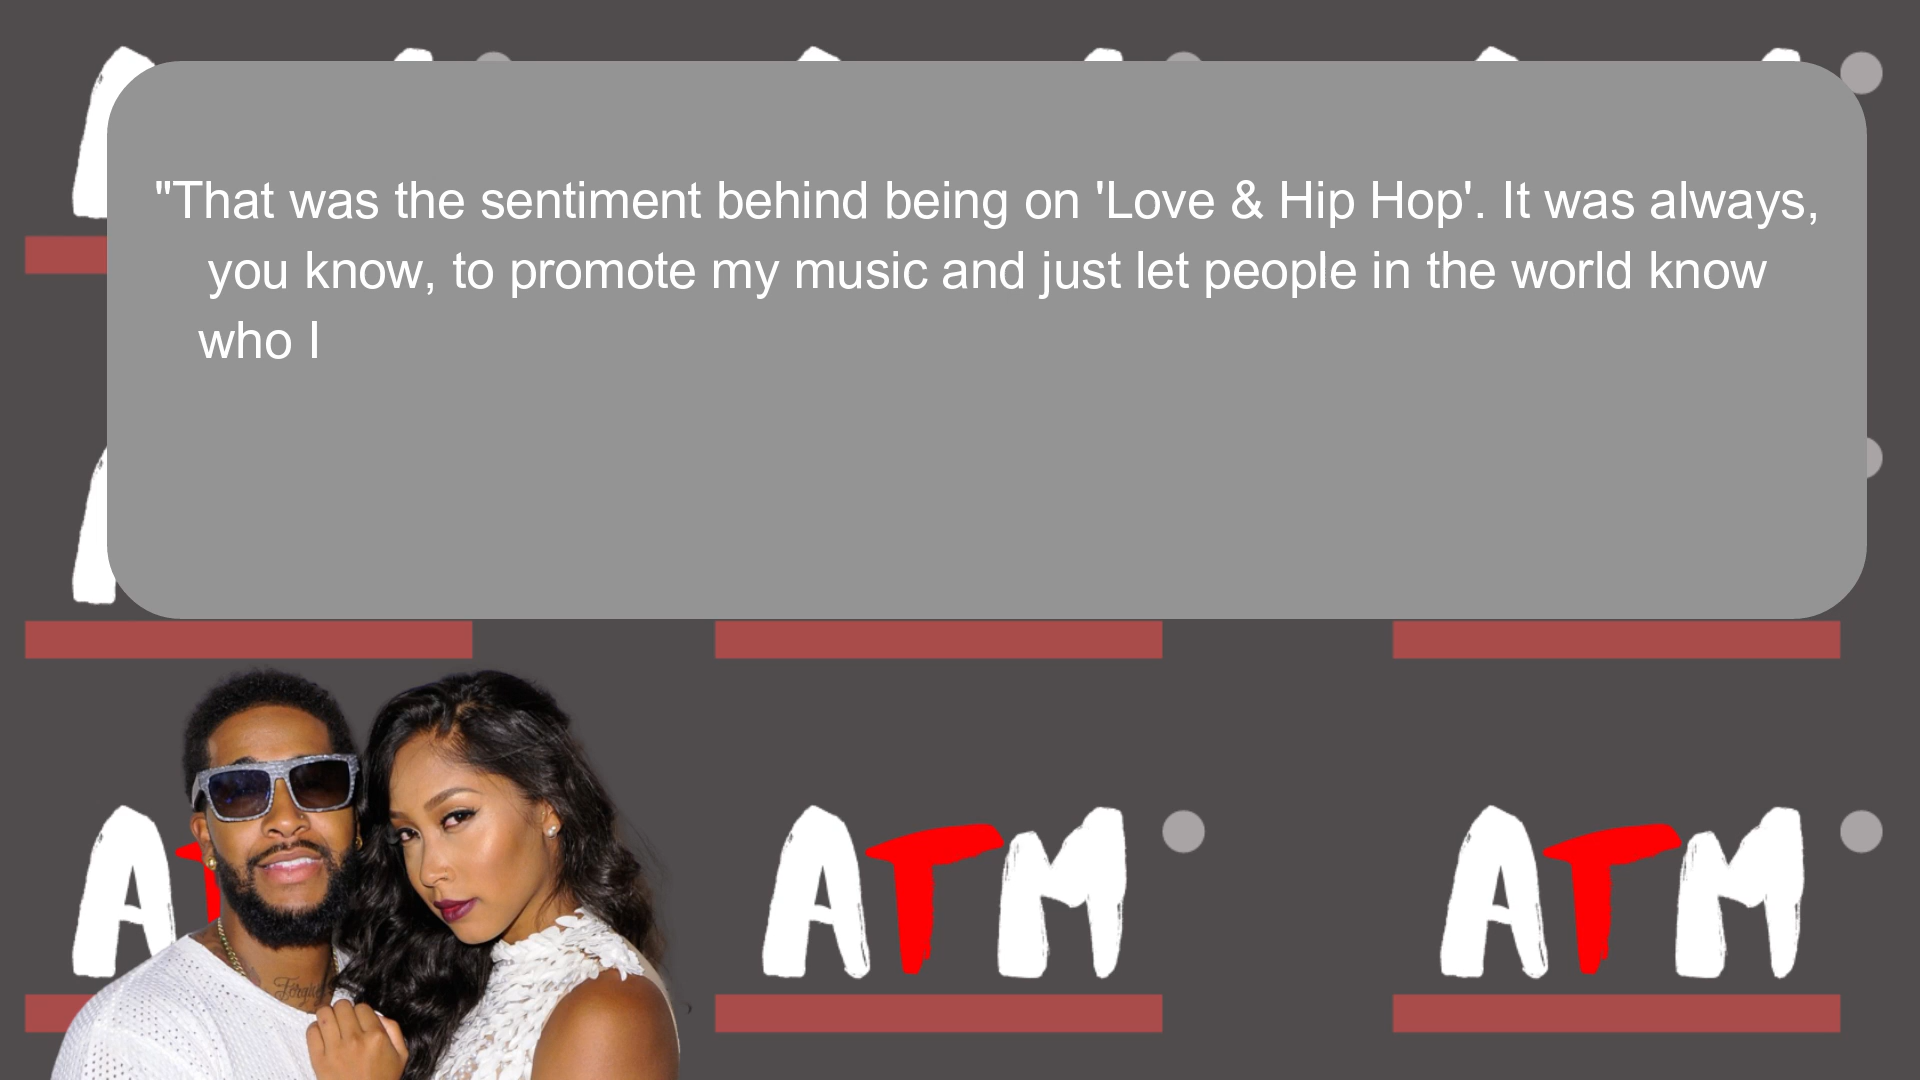 "That was the sentiment behind being on 'Love & Hip Hop'. It was always,
you know, to promote my music and just let people in the world know
who I
ATM
ATM